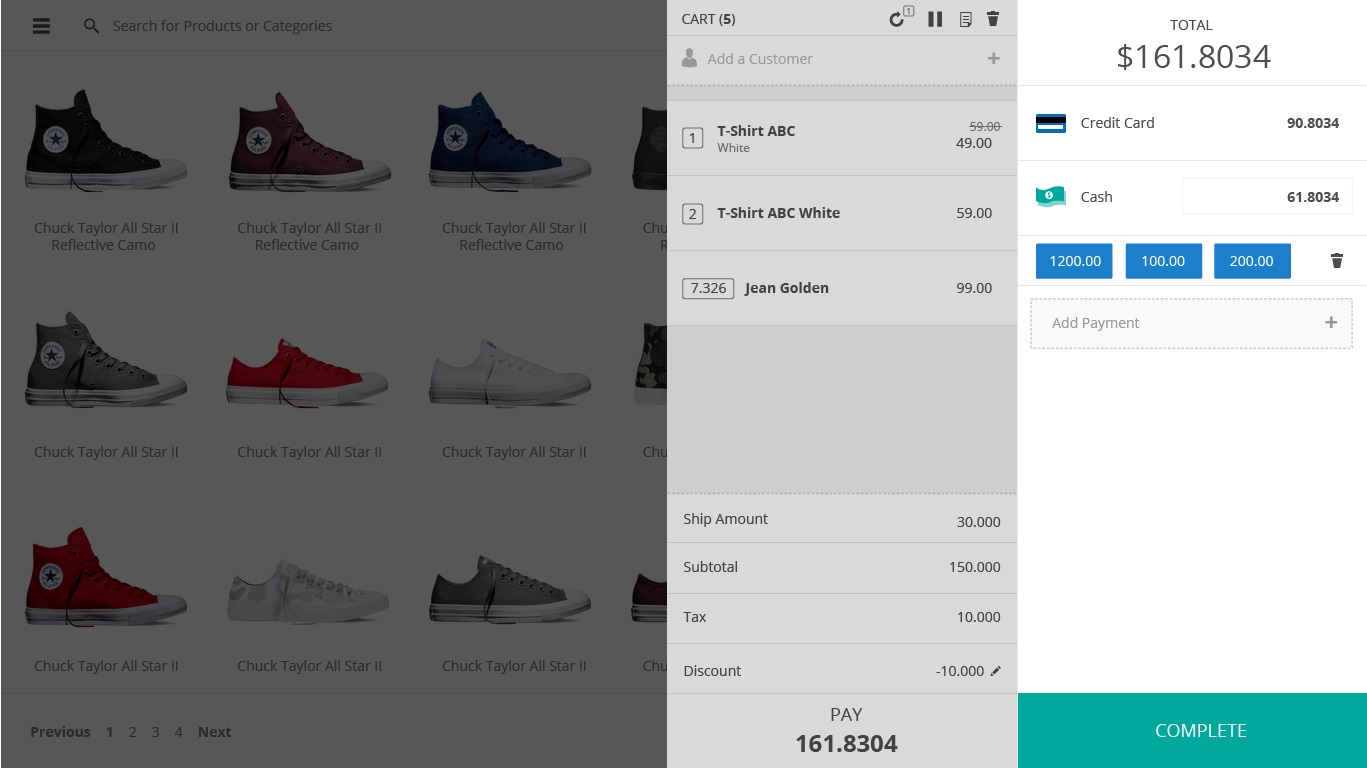 Search for Products or Categories
Chuck Taylor All Star II
Reflective Camo
Chuck Taylor All Star II
Reflective Camo
Chuck Taylor All Star II
Reflective Camo
Chu
R
Chuck Taylor All Star II
Chuck Taylor All Star II
Chuck Taylor All Star II
Chu
Chuck Taylor All Star II
Chuck Taylor All Star II
Chuck Taylor All Star II
Chu
Previous 1 2 3 4 Next
CART (5)
1
Add a Customer
1 T-Shirt ABC 59.00
White 49.00
2 T-Shirt ABC White 59.00
7.326 Jean Golden 99.00
Ship Amount 30.000
Subtotal 150.000
Tax 10.000
Discount -10.000
PAY
161.8304
TOTAL
$161.8034
Credit Card 90.8034
Cash 61.8034
1200.00 100.00 200.00
Add Payment
COMPLETE